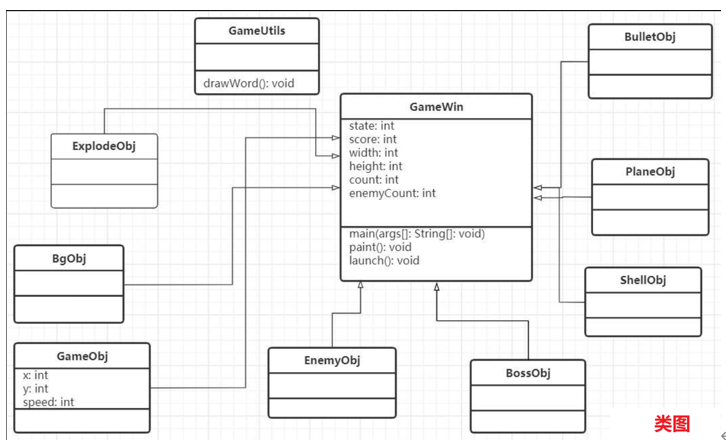 GameUtils
drawWord(): void
BulletObj
GameWin
state: int
score: int
width: int
height: int
count: int
enemyCount: int
main(args[]: String[]: void)
paint(): void
launch(): void
ExplodeObj
PlaneObj
BgObj
ShellObj
GameObj
x: int
y: int
speed: int
EnemyObj
BossObj
类图